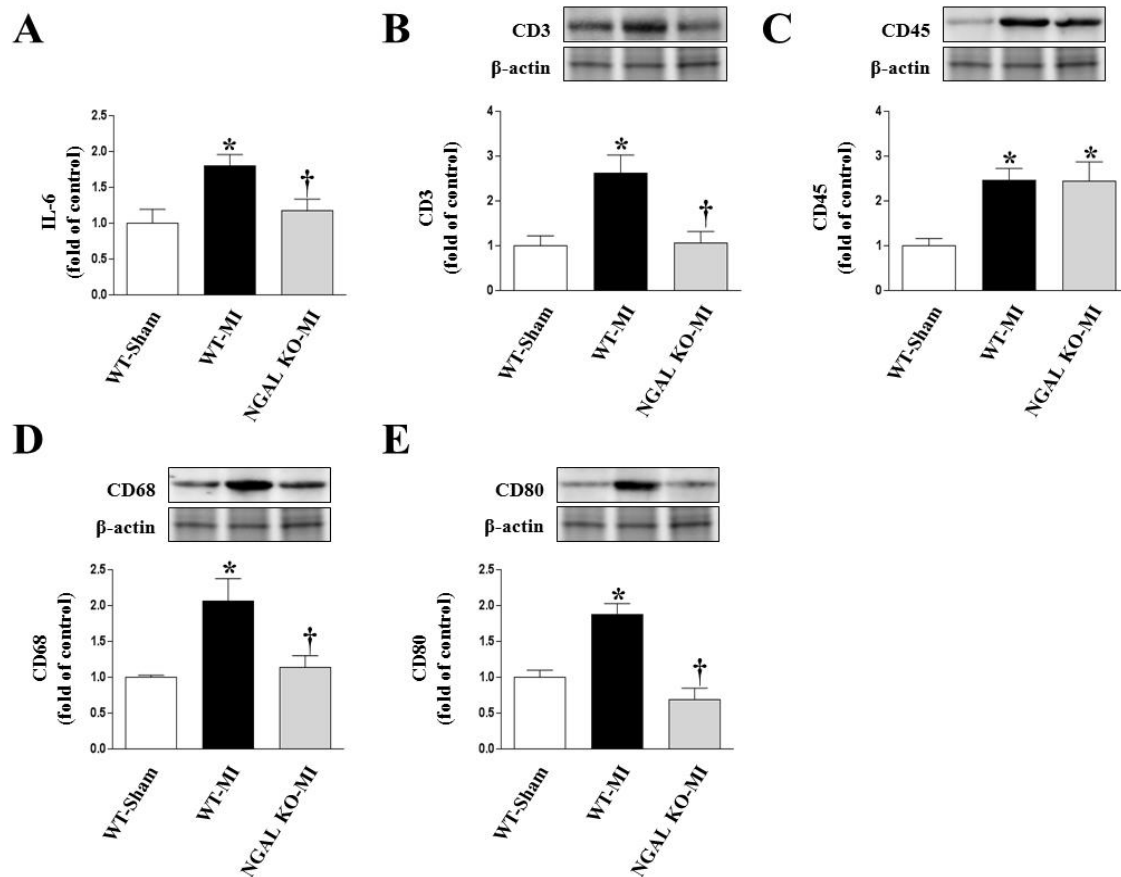 A
IL-6
(fold of control)
2.5
2.0
1.5
1.0
0.5
0.0
*
†
WT-Sham
WT-MI
NGAL KO-MI
B
CD3
β-actin
CD3
(fold of control)
4
3
2
1
0
*
†
WT-Sham
WT-MI
NGAL KO-MI
C
CD45
β-actin
CD45
(fold of control)
4
3
2
1
0
*
*
WT-Sham
WT-MI
NGAL KO-MI
D
CD68
β-actin
CD68
(fold of control)
2.5
2.0
1.5
1.0
0.5
0.0
*
†
WT-Sham
WT-MI
NGAL KO-MI
E
CD80
β-actin
CD80
(fold of control)
2.5
2.0
1.5
1.0
0.5
0.0
*
†
WT-Sham
WT-MI
NGAL KO-MI